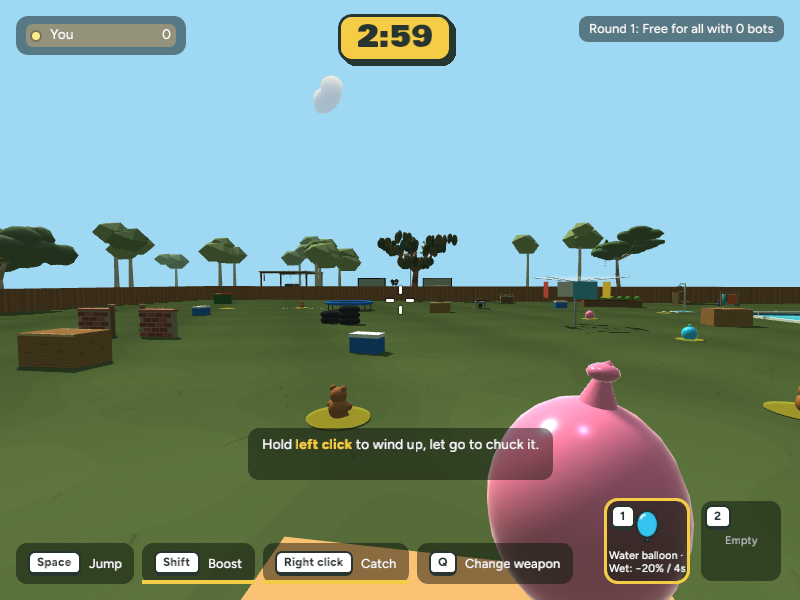 You 0
2:59
Round 1: Free for all with 0 bots
Hold left click to wind up, let go to chuck it.
Space Jump
Shift Boost
Right click Catch
Q Change weapon
1
Water balloon ·
Wet: −20% / 4s
2
Empty